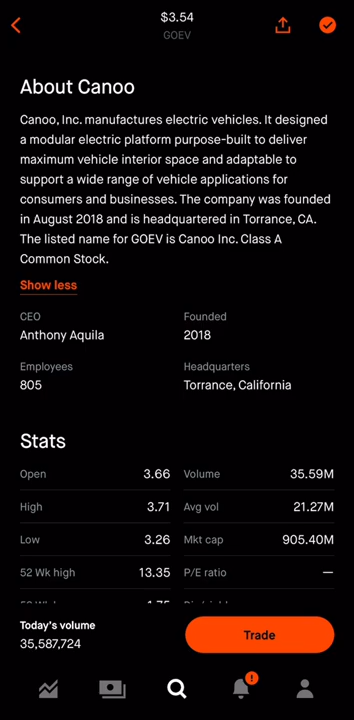 $3.54
GOEV
About Canoo
Canoo, Inc. manufactures electric vehicles. It designed
a modular electric platform purpose-built to deliver
maximum vehicle interior space and adaptable to
support a wide range of vehicle applications for
consumers and businesses. The company was founded
in August 2018 and is headquartered in Torrance, CA.
The listed name for GOEV is Canoo Inc. Class A
Common Stock.
Show less
CEO Founded
Anthony Aquila 2018
Employees Headquarters
805 Torrance, California
Stats
Open 3.66 Volume 35.59M
High 3.71 Avg vol 21.27M
Low 3.26 Mkt cap 905.40M
52 Wk high 13.35 P/E ratio —
Today's volume
35,587,724
Trade
!